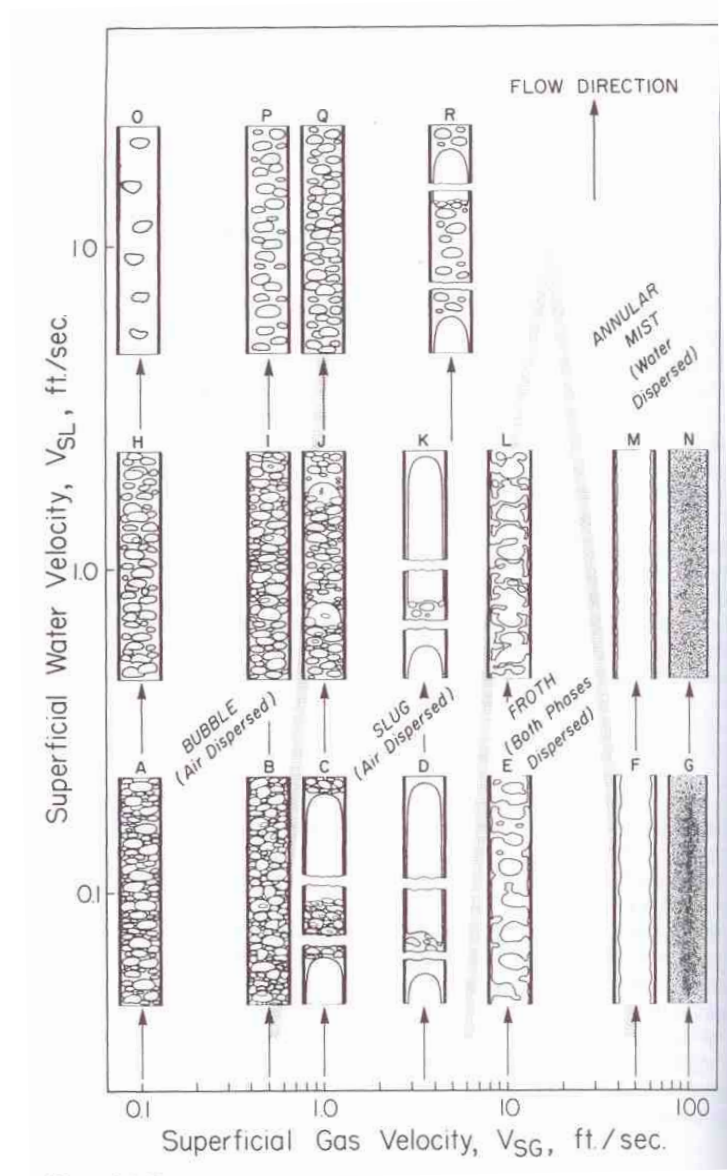 FLOW DIRECTION
O P Q R
10
ANNULAR
MIST
(Water
Dispersed)
H I J K L M N
1.0
BUBBLE
(Air Dispersed)
SLUG
(Air Dispersed)
FROTH
(Both Phases
Dispersed)
A B C D E F G
0.1
Superficial Water Velocity, VSL, ft./sec.
0.1 1.0 10 100
Superficial Gas Velocity, VSG, ft./sec.